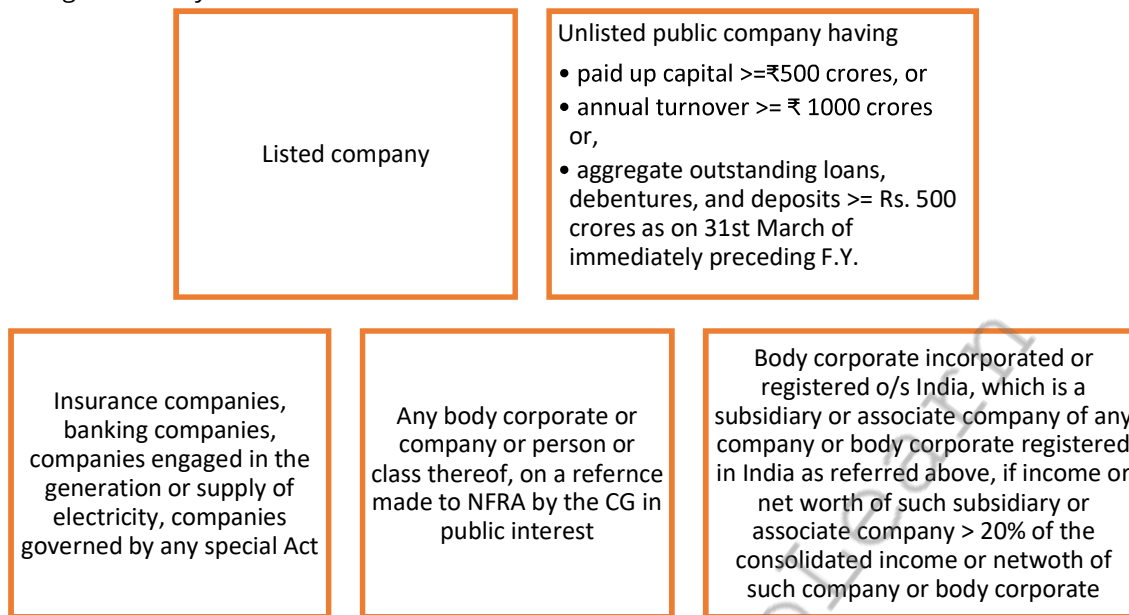 Listed company
Unlisted public company having
• paid up capital >=₹500 crores, or
• annual turnover >= ₹ 1000 crores
or,
• aggregate outstanding loans,
debentures, and deposits >= Rs. 500
crores as on 31st March of
immediately preceding F.Y.
Insurance companies,
banking companies,
companies engaged in the
generation or supply of
electricity, companies
governed by any special Act
Any body corporate or
company or person or
class thereof, on a refernce
made to NFRA by the CG in
public interest
Body corporate incorporated or
registered o/s India, which is a
subsidiary or associate company of any
company or body corporate registered
in India as referred above, if income or
net worth of such subsidiary or
associate company > 20% of the
consolidated income or netwoth of
such company or body corporate